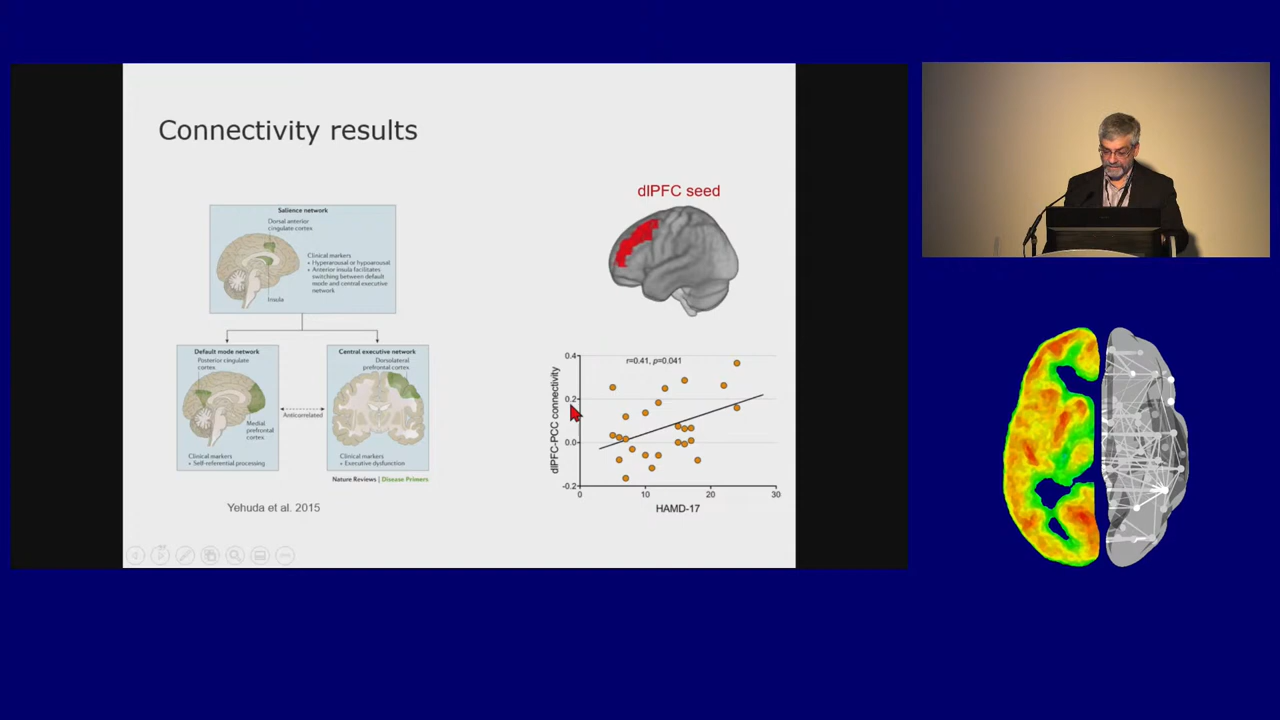 Connectivity results
Salience network
Dorsal anterior
cingulate cortex
Clinical markers
• Hyperarousal or hypoarousal
• Anterior insula facilitates
switching between default
mode and central executive
network
Insula
Default mode network
Posterior cingulate
cortex
Medial
prefrontal
cortex
Clinical markers
• Self-referential processing
Anticorrelated
Central executive network
Dorsolateral
prefrontal cortex
Clinical markers
• Executive dysfunction
Nature Reviews | Disease Primers
Yehuda et al. 2015
dlPFC seed
r=0.41, p=0.041
dlPFC-PCC connectivity
0.4
0.2
0.0
-0.2
0 10 20 30
HAMD-17